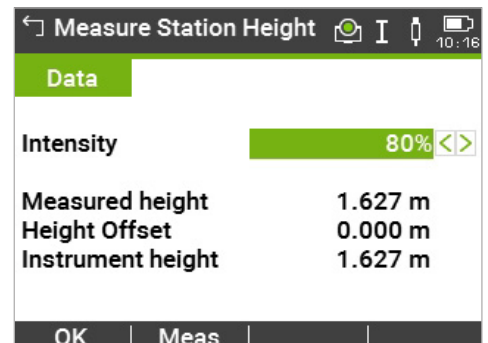 Measure Station Height I 10:16
Data
Intensity 80%
Measured height 1.627 m
Height Offset 0.000 m
Instrument height 1.627 m
OK Meas